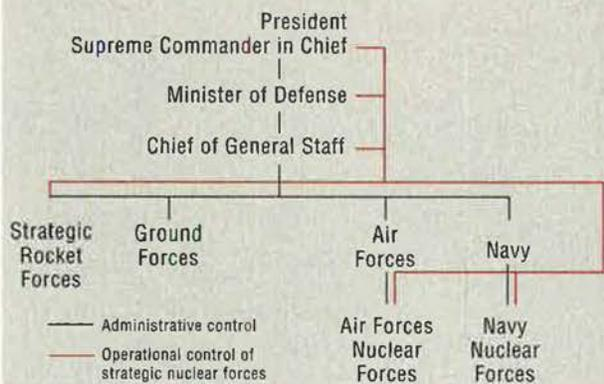 President
Supreme Commander in Chief
Minister of Defense
Chief of General Staff
Strategic
Rocket
Forces
Ground
Forces
Air
Forces
Navy
Administrative control
Operational control of
strategic nuclear forces
Air Forces
Nuclear
Forces
Navy
Nuclear
Forces